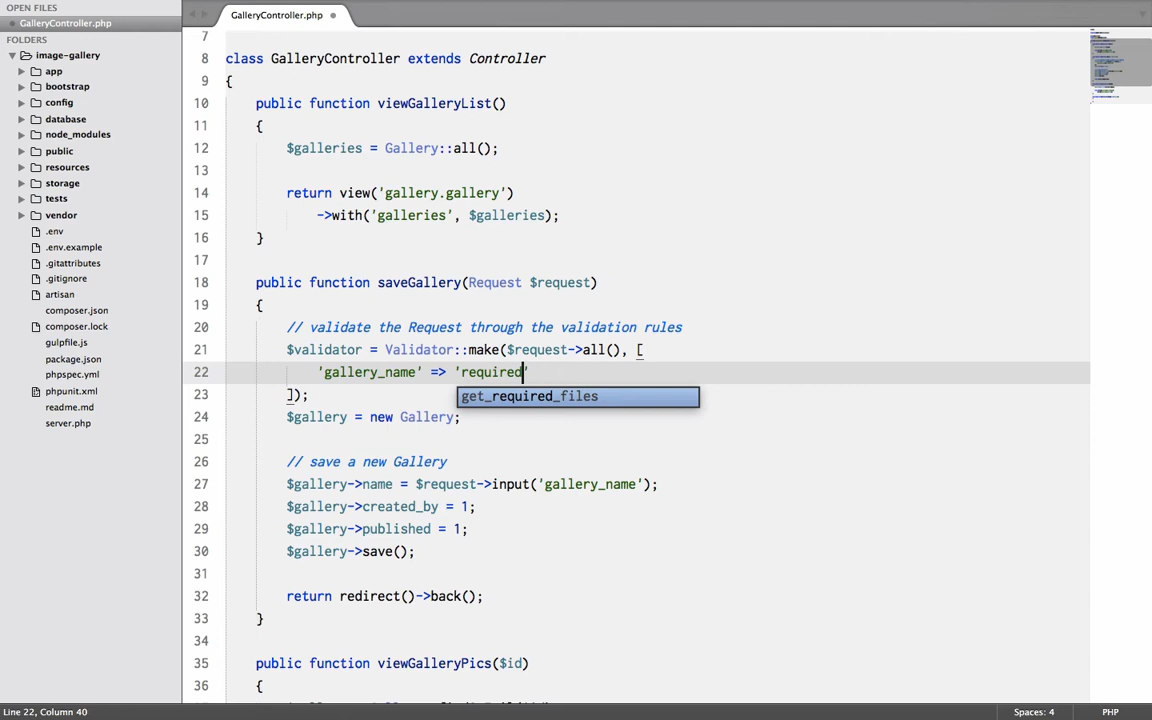 OPEN FILES
GalleryController.php
FOLDERS
image-gallery
app
bootstrap
config
database
node_modules
public
resources
storage
tests
vendor
.env
.env.example
.gitattributes
.gitignore
artisan
composer.json
composer.lock
gulpfile.js
package.json
phpspec.yml
phpunit.xml
readme.md
server.php
GalleryController.php
7
8 class GalleryController extends Controller
9 {
10 public function viewGalleryList()
11 {
12 $galleries = Gallery::all();
13
14 return view('gallery.gallery')
15 ->with('galleries', $galleries);
16 }
17
18 public function saveGallery(Request $request)
19 {
20 // validate the Request through the validation rules
21 $validator = Validator::make($request->all(), [
22 'gallery_name' => 'required'
get_required_files
23 ]);
24 $gallery = new Gallery;
25
26 // save a new Gallery
27 $gallery->name = $request->input('gallery_name');
28 $gallery->created_by = 1;
29 $gallery->published = 1;
30 $gallery->save();
31
32 return redirect()->back();
33 }
34
35 public function viewGalleryPics($id)
36 {
Line 22, Column 40
Spaces: 4
PHP